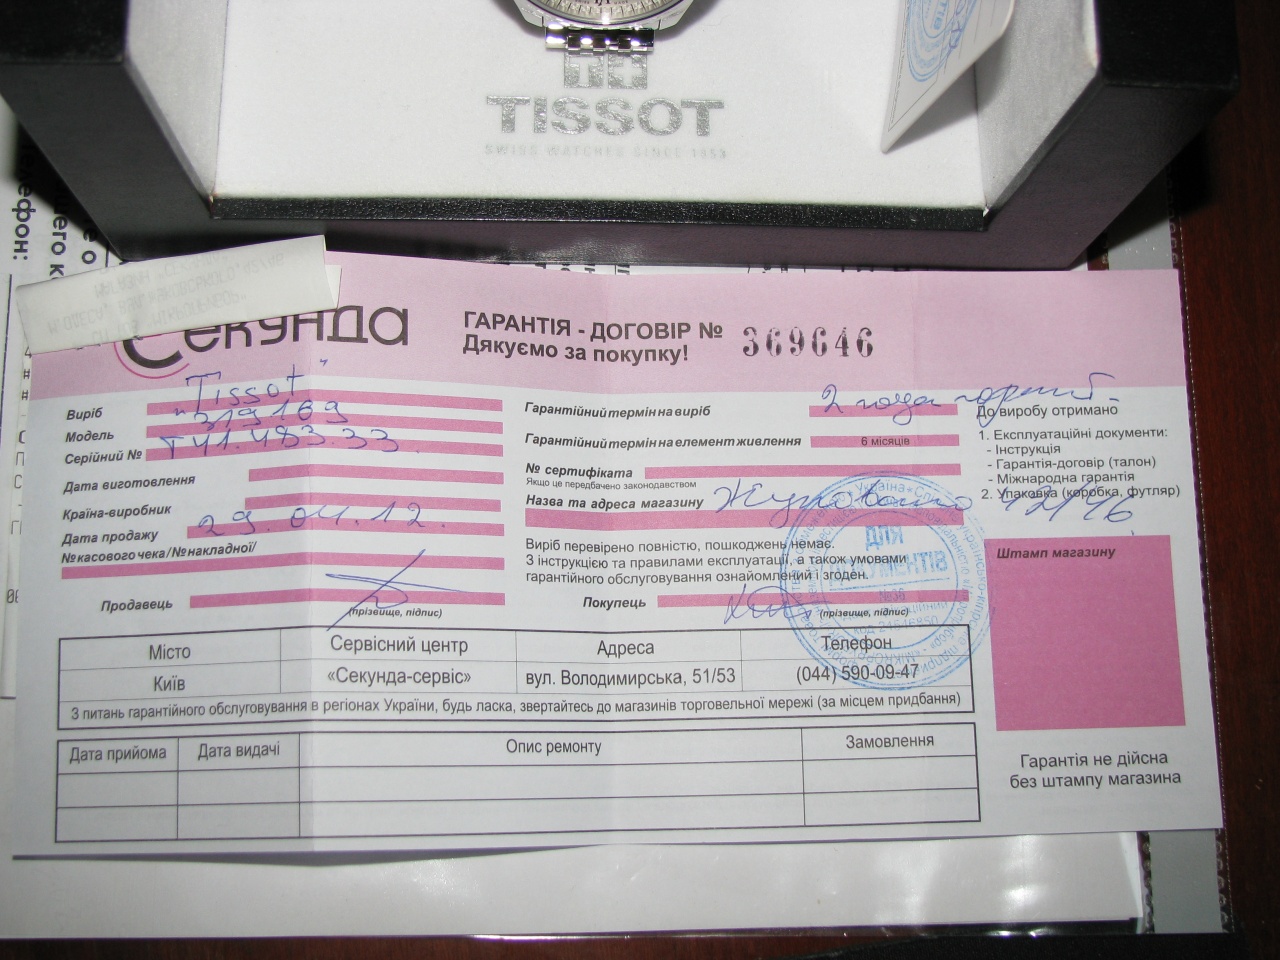 TISSOT
SWISS WATCHES SINCE 1853
Секунда
ГАРАНТІЯ - ДОГОВІР № 369646
Дякуємо за покупку!
Виріб "Tissot"
Модель 319169
Серійний № T41.483.33
Дата виготовлення
Країна-виробник
Дата продажу 29.04.12.
№ касового чека/№ накладної/
Продавець
(прізвище, підпис)
Гарантійний термін на виріб 2 года
Гарантійний термін на елемент живлення 6 місяців
№ сертифіката
Якщо це передбачено законодавством
Назва та адреса магазину
Виріб перевірено повністю, пошкоджень немає.
З інструкцією та правилами експлуатації, а також умовами
гарантійного обслуговування ознайомлений і згоден.
Покупець
(прізвище, підпис)
До виробу отримано
1. Експлуатаційні документи:
- Інструкція
- Гарантія-договір (талон)
- Міжнародна гарантія
2. Упаковка (коробка, футляр)
Штамп магазину
ДЛЯ
ДОКУМЕНТІВ
Місто Сервісний центр Адреса Телефон
Київ «Секунда-сервіс» вул. Володимирська, 51/53 (044) 590-09-47
З питань гарантійного обслуговування в регіонах України, будь ласка, звертайтесь до магазинів торговельної мережі (за місцем придбання)
Дата прийома Дата видачі Опис ремонту Замовлення
Гарантія не дійсна
без штампу магазина